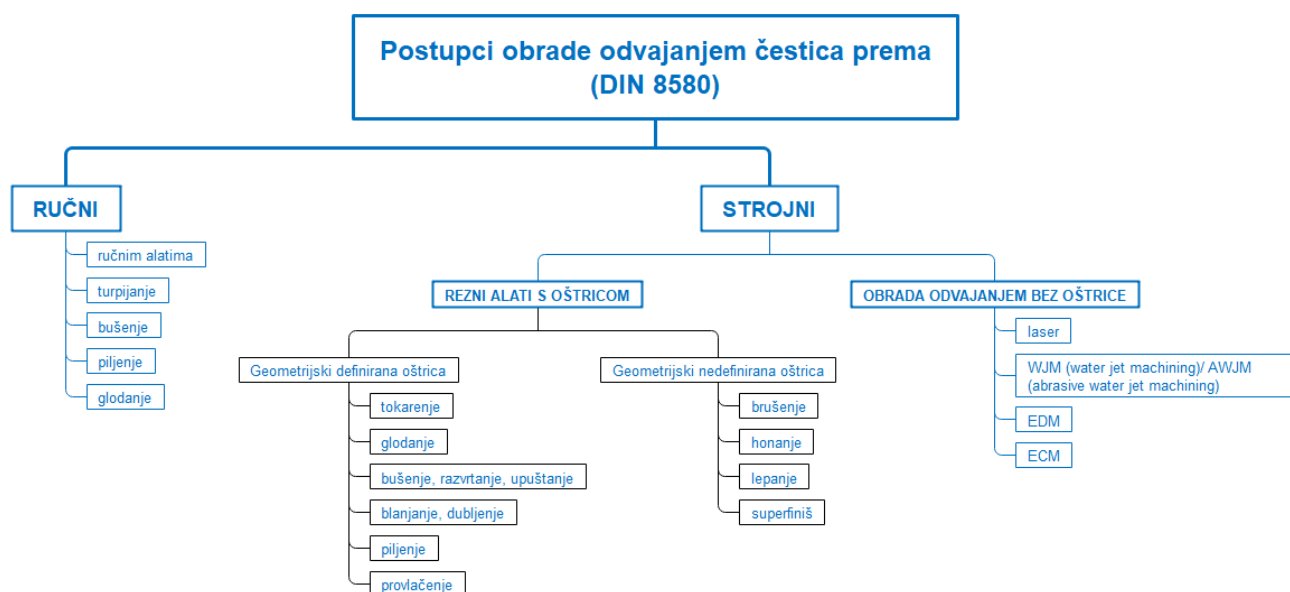 Postupci obrade odvajanjem čestica prema
(DIN 8580)
RUČNI
ručnim alatima
turpijanje
bušenje
piljenje
glodanje
STROJNI
REZNI ALATI S OŠTRICOM
Geometrijski definirana oštrica
tokarenje
glodanje
bušenje, razvrtanje, upuštanje
blanjanje, dubljenje
piljenje
provlačenje
Geometrijski nedefinirana oštrica
brušenje
honanje
lepanje
superfiniš
OBRADA ODVAJANJEM BEZ OŠTRICE
laser
WJM (water jet machining)/ AWJM
(abrasive water jet machining)
EDM
ECM